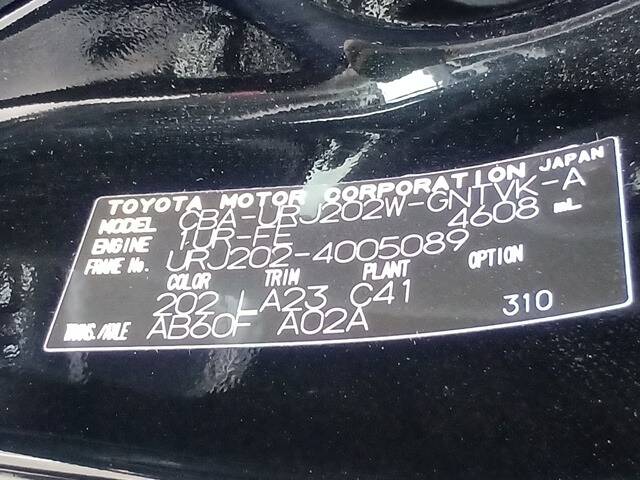 TOYOTA MOTOR CORPORATION JAPAN
MODEL CBA-URJ202W-GNTVK-A
ENGINE 1UR-FE 4608 mL
FRAME No. URJ202-4005089
COLOR TRIM PLANT OPTION
202 LA23 C41
TRANS./AXLE AB60F A02A 310